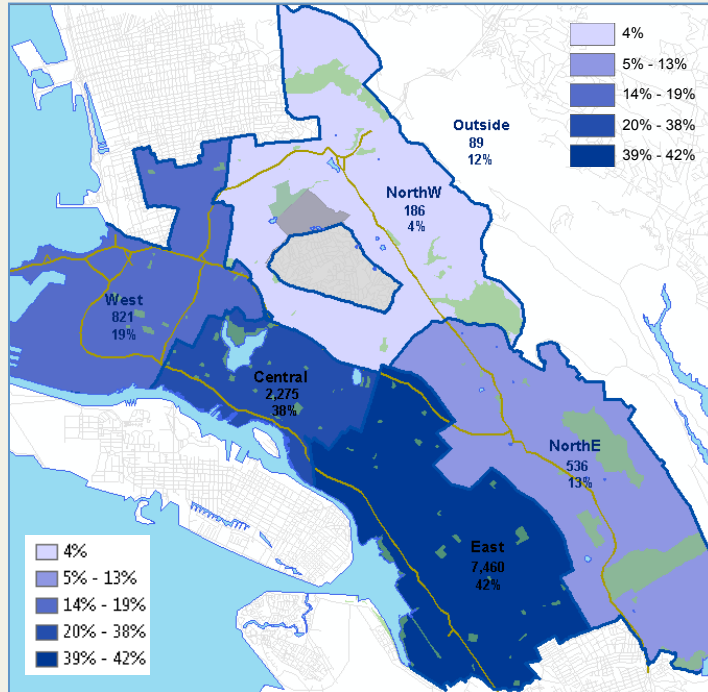 4%
5% - 13%
14% - 19%
20% - 38%
39% - 42%
Outside
89
12%
NorthW
186
4%
West
821
19%
Central
2,275
38%
NorthE
536
13%
East
7,460
42%
4%
5% - 13%
14% - 19%
20% - 38%
39% - 42%